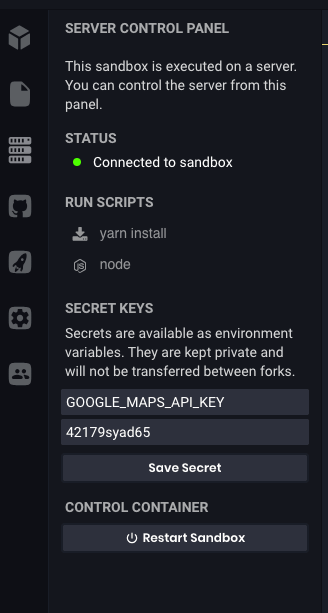 SERVER CONTROL PANEL
This sandbox is executed on a server.
You can control the server from this
panel.
STATUS
Connected to sandbox
RUN SCRIPTS
yarn install
node
SECRET KEYS
Secrets are available as environment
variables. They are kept private and
will not be transferred between forks.
GOOGLE_MAPS_API_KEY
42179syad65
Save Secret
CONTROL CONTAINER
Restart Sandbox